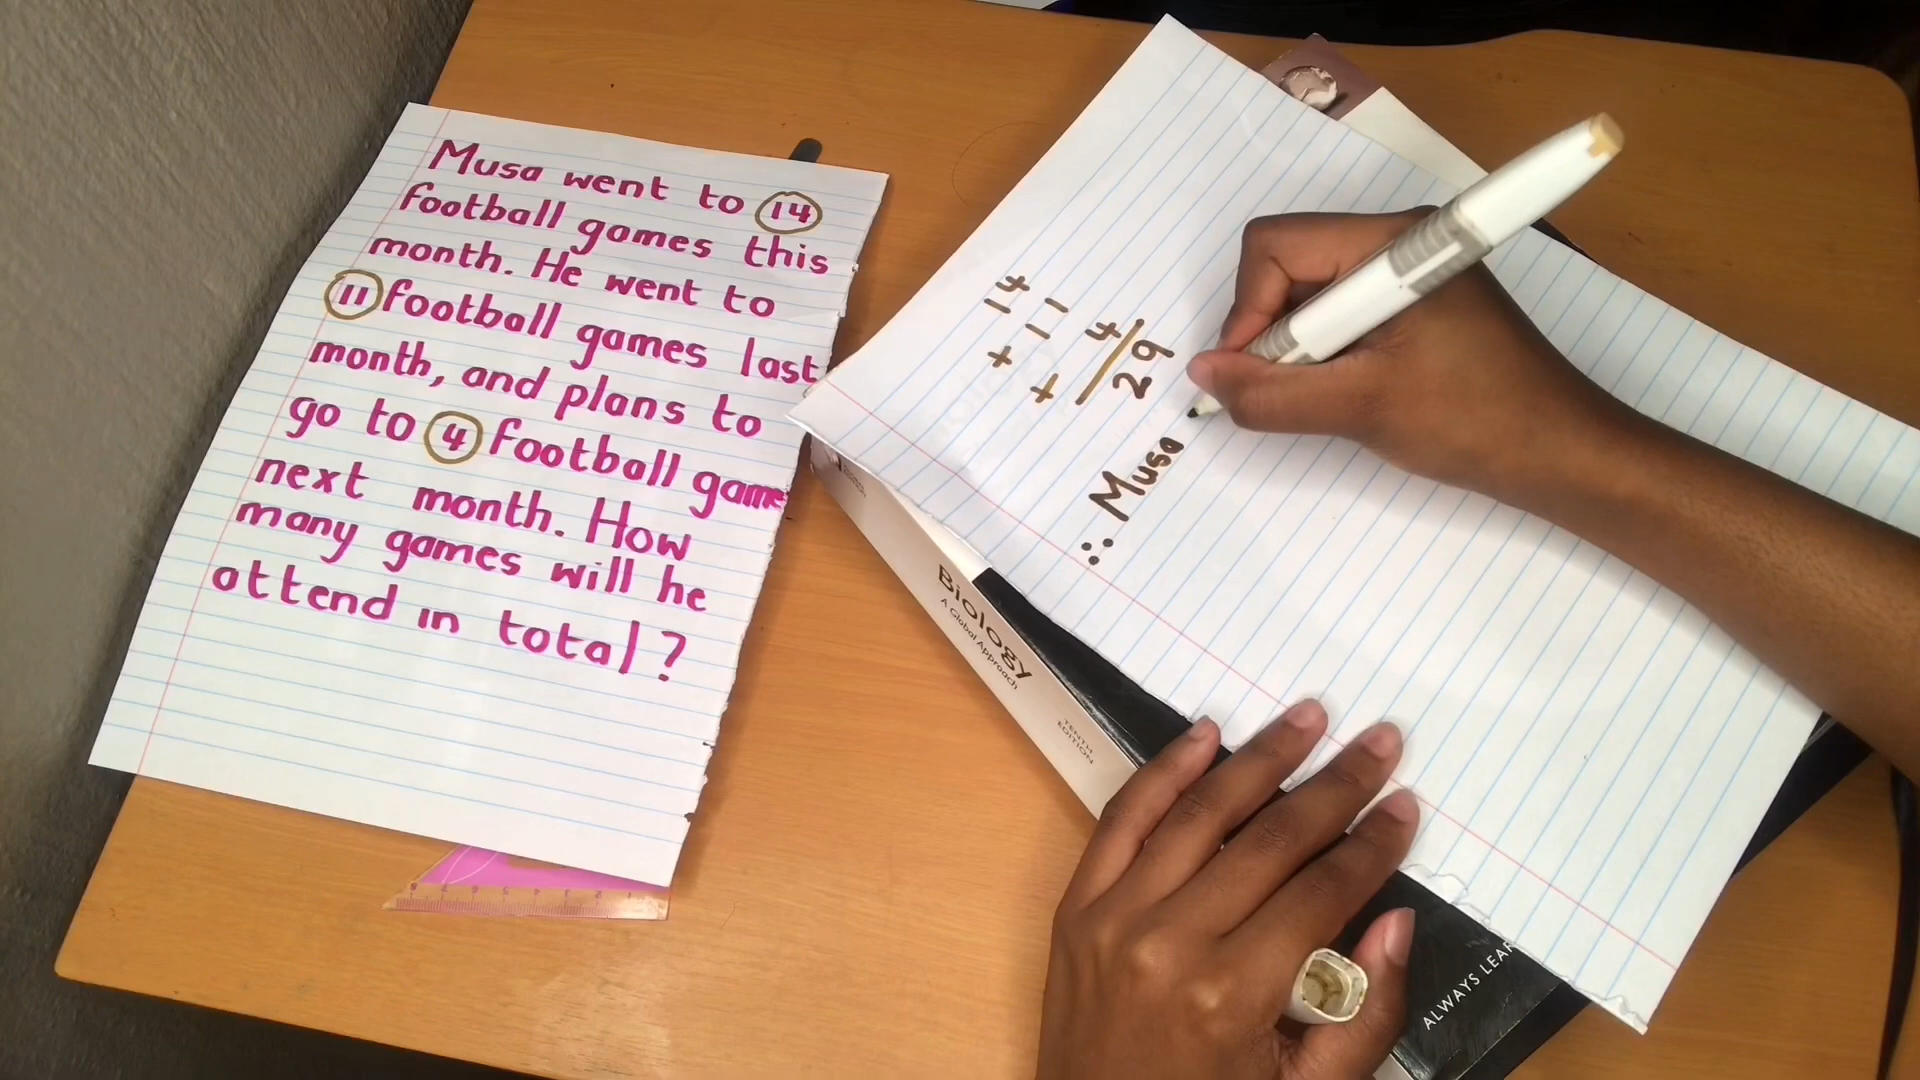 Musa went to 14
football games this
month. He went to
11 football games last
month, and plans to
go to 4 football game
next month. How
many games will he
attend in total?
14
+ 11
+ 4
29
∴ Musa
Biology
A Global Approach
TENTH
EDITION
ALWAYS LEAR